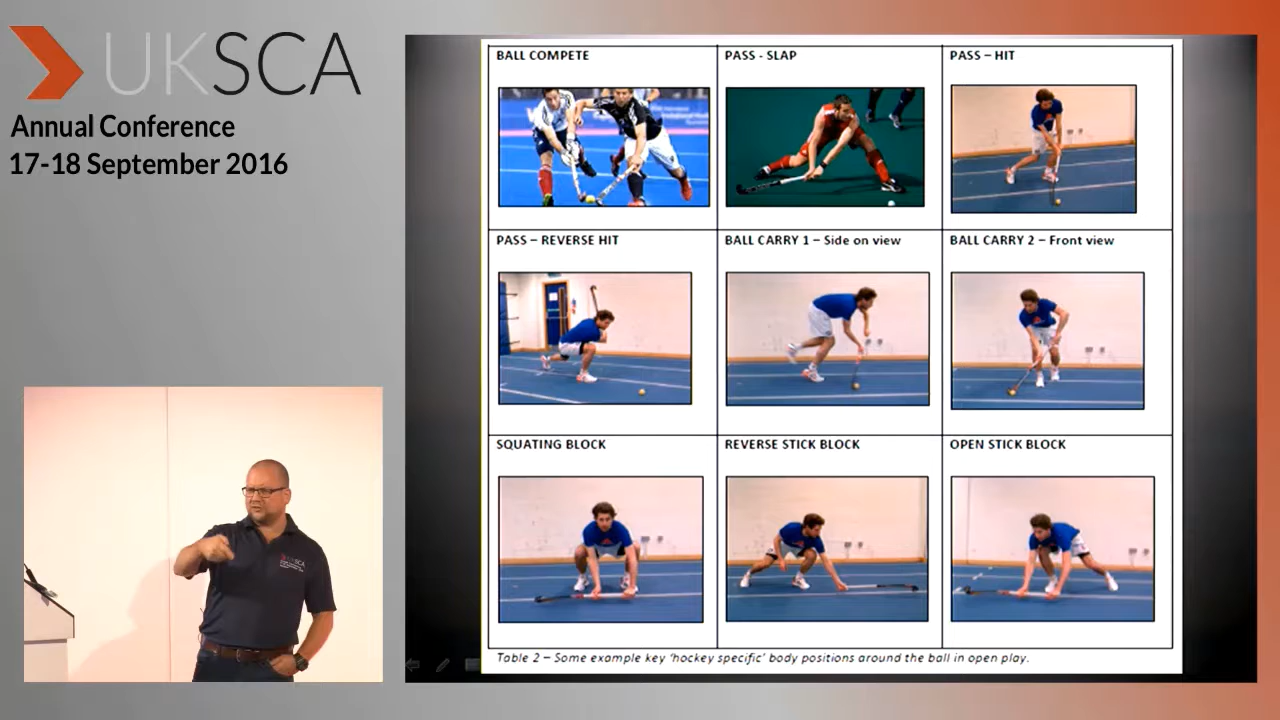 UKSCA
Annual Conference
17-18 September 2016
BALL COMPETE
PASS - SLAP
PASS – HIT
PASS – REVERSE HIT
BALL CARRY 1 – Side on view
BALL CARRY 2 – Front view
SQUATING BLOCK
REVERSE STICK BLOCK
OPEN STICK BLOCK
Table 2 – Some example key 'hockey specific' body positions around the ball in open play.
UKSCA